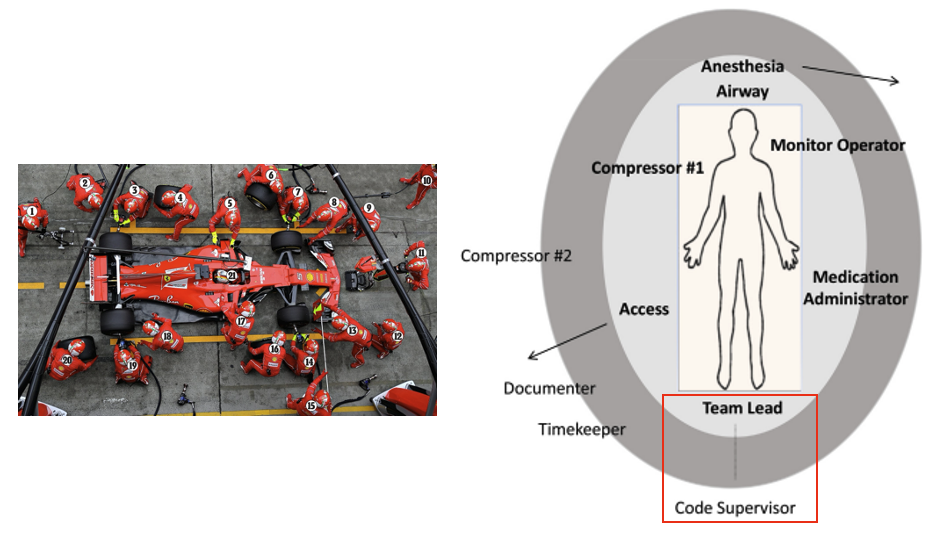 1
2
3
4
5
6
7
8
9
10
11
12
13
14
15
16
17
18
19
20
21
Anesthesia
Airway
Monitor Operator
Compressor #1
Compressor #2
Medication
Administrator
Access
Documenter
Team Lead
Timekeeper
Code Supervisor